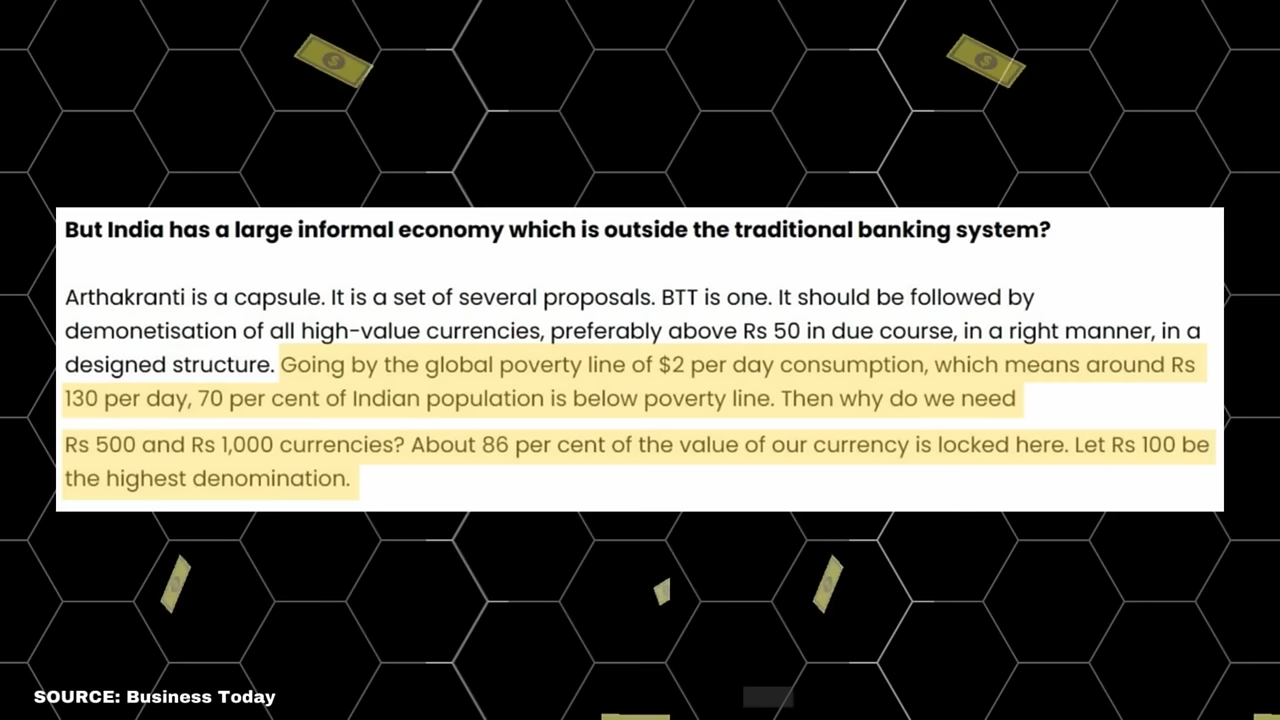 But India has a large informal economy which is outside the traditional banking system?
Arthakranti is a capsule. It is a set of several proposals. BTT is one. It should be followed by
demonetisation of all high-value currencies, preferably above Rs 50 in due course, in a right manner, in a
designed structure. Going by the global poverty line of $2 per day consumption, which means around Rs
130 per day, 70 per cent of Indian population is below poverty line. Then why do we need
Rs 500 and Rs 1,000 currencies? About 86 per cent of the value of our currency is locked here. Let Rs 100 be
the highest denomination.
SOURCE: Business Today